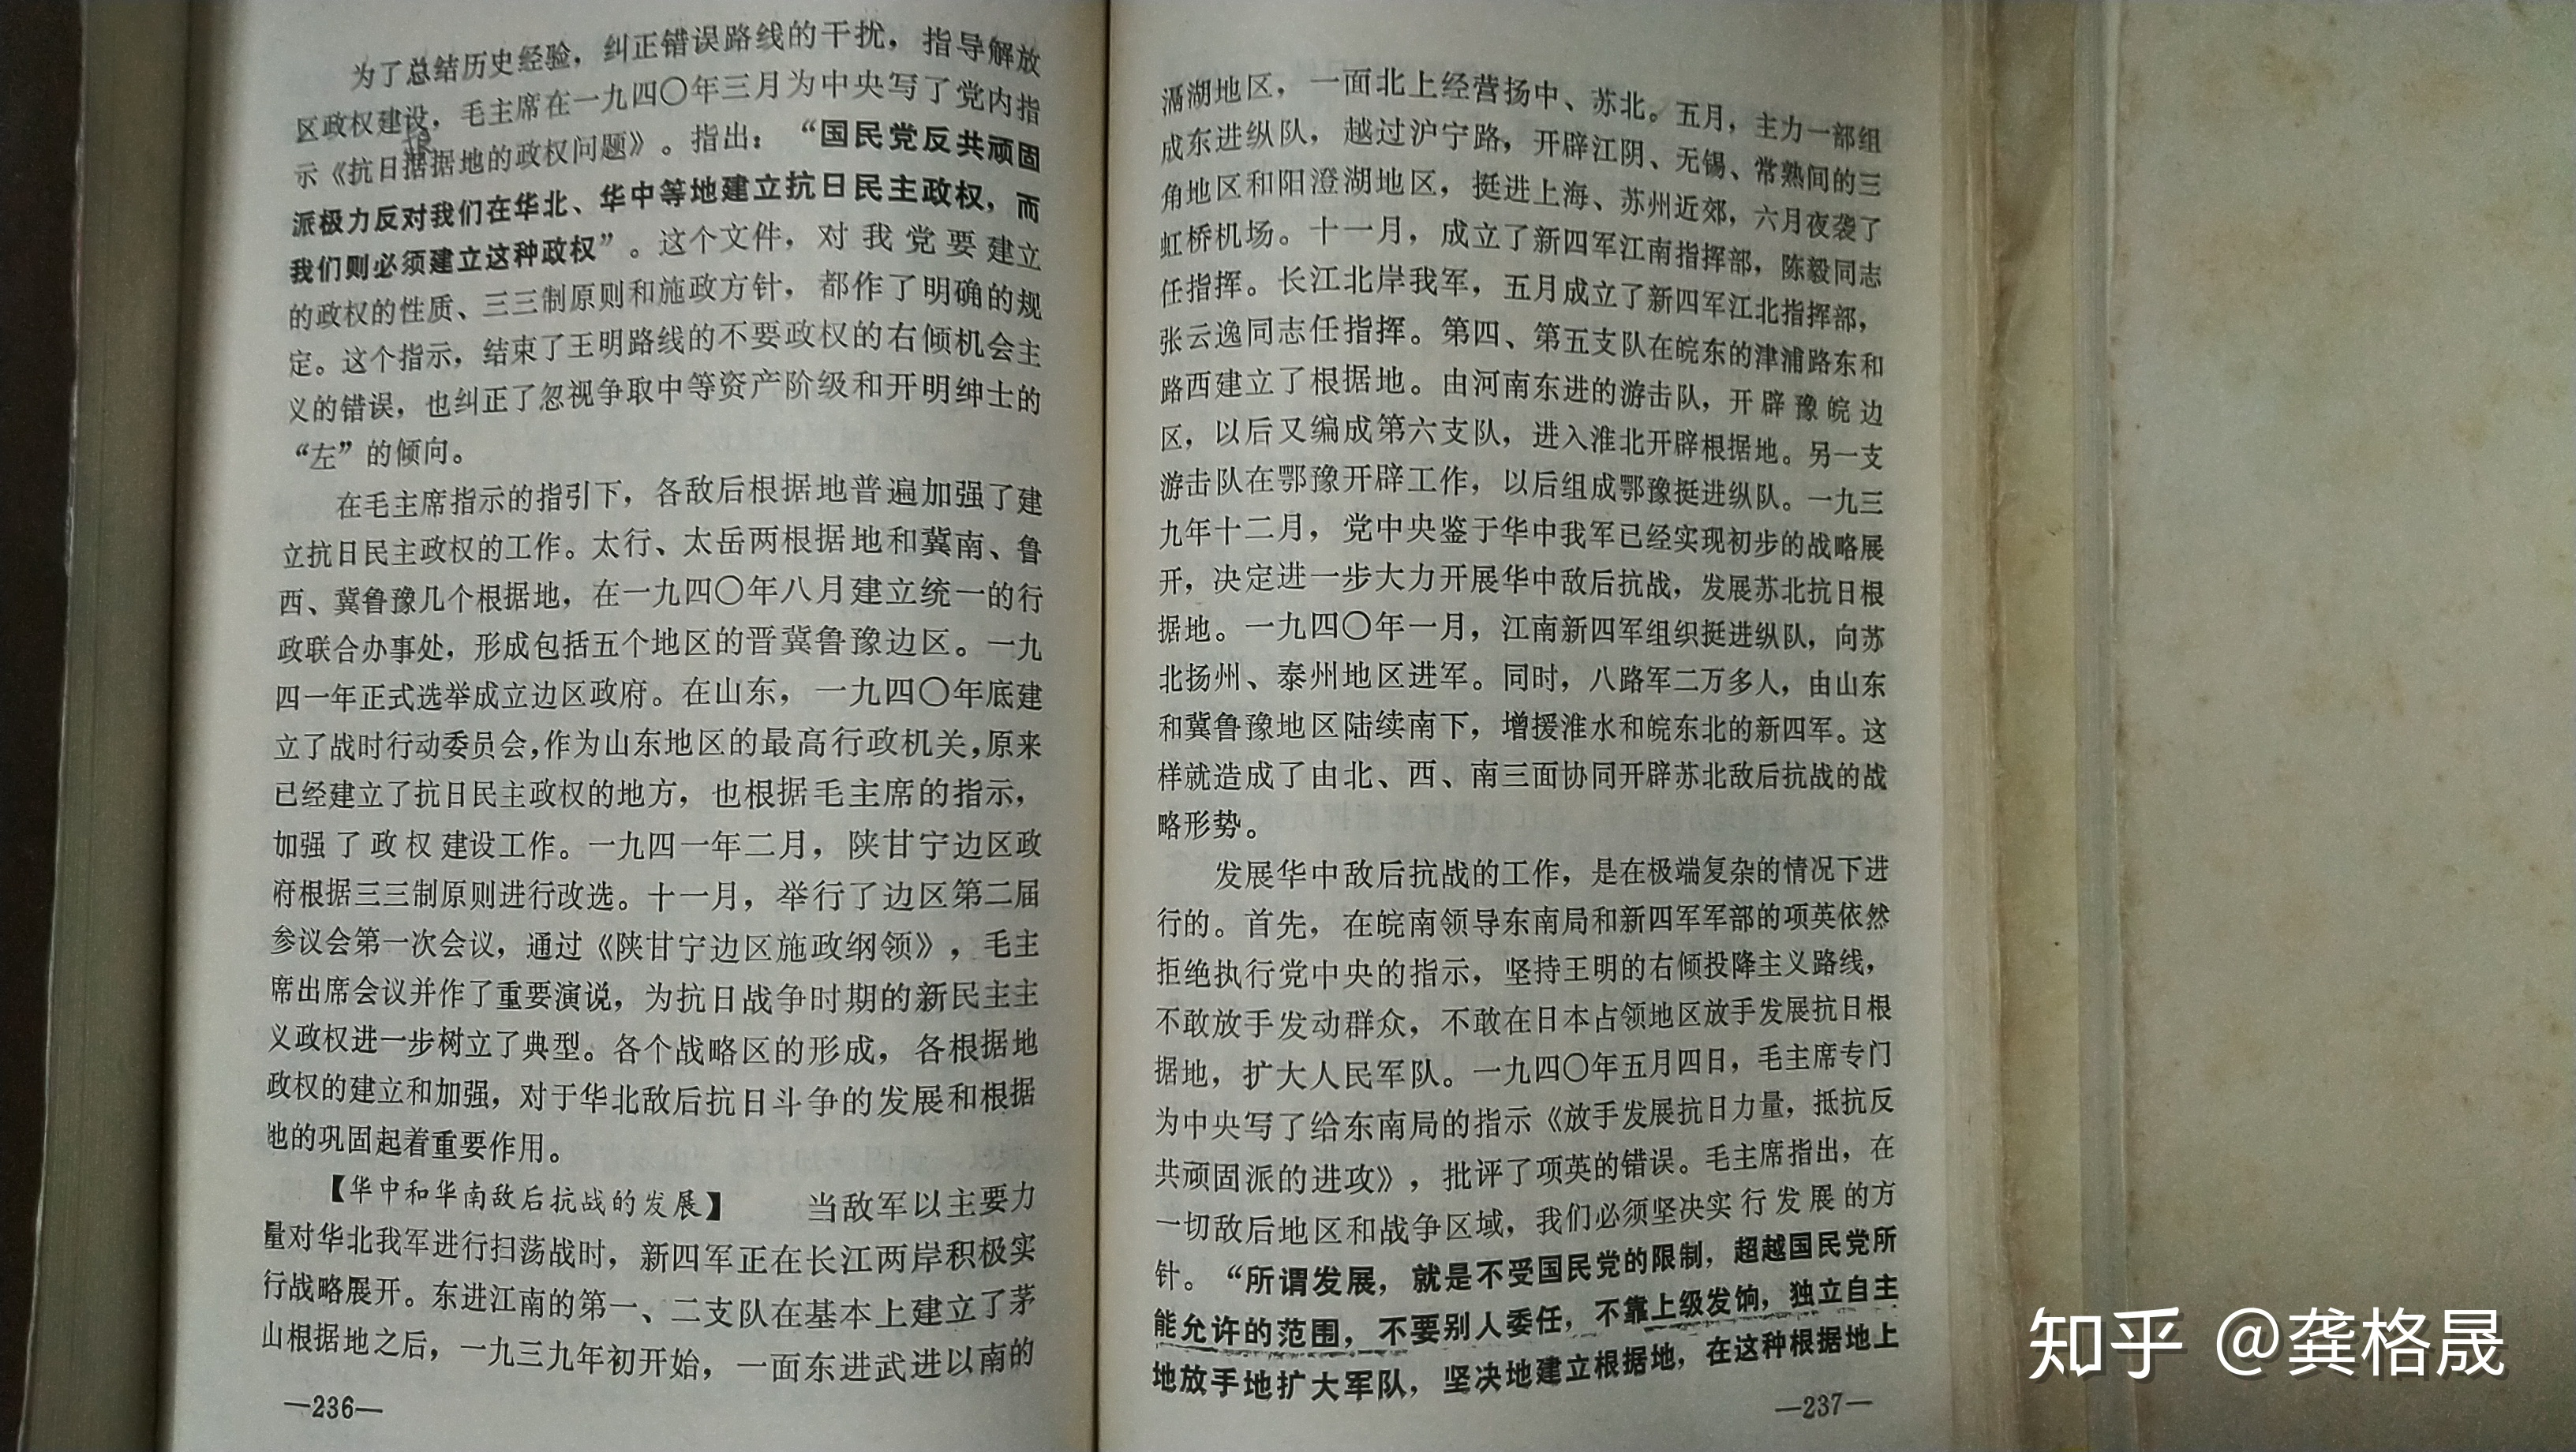 为了总结历史经验，纠正错误路线的干扰，指导解放
区政权建设，毛主席在一九四〇年三月为中央写了党内指
示《抗日据据地的政权问题》。指出：“国民党反共顽固
派极力反对我们在华北、华中等地建立抗日民主政权，而
我们则必须建立这种政权”。这个文件，对我党要建立
的政权的性质、三三制原则和施政方针，都作了明确的规
定。这个指示，结束了王明路线的不要政权的右倾机会主
义的错误，也纠正了忽视争取中等资产阶级和开明绅士的
“左”的倾向。
在毛主席指示的指引下，各敌后根据地普遍加强了建
立抗日民主政权的工作。太行、太岳两根据地和冀南、鲁
西、冀鲁豫几个根据地，在一九四〇年八月建立统一的行
政联合办事处，形成包括五个地区的晋冀鲁豫边区。一九
四一年正式选举成立边区政府。在山东，一九四〇年底建
立了战时行动委员会，作为山东地区的最高行政机关，原来
已经建立了抗日民主政权的地方，也根据毛主席的指示，
加强了政权建设工作。一九四一年二月，陕甘宁边区政
府根据三三制原则进行改选。十一月，举行了边区第二届
参议会第一次会议，通过《陕甘宁边区施政纲领》，毛主
席出席会议并作了重要演说，为抗日战争时期的新民主主
义政权进一步树立了典型。各个战略区的形成，各根据地
政权的建立和加强，对于华北敌后抗日斗争的发展和根据
地的巩固起着重要作用。
【华中和华南敌后抗战的发展】 当敌军以主要力
量对华北我军进行扫荡战时，新四军正在长江两岸积极实
行战略展开。东进江南的第一、二支队在基本上建立了茅
山根据地之后，一九三九年初开始，一面东进武进以南的
—236—
滆湖地区，一面北上经营扬中、苏北。五月，主力一部组
成东进纵队，越过沪宁路，开辟江阴、无锡、常熟间的三
角地区和阳澄湖地区，挺进上海、苏州近郊，六月夜袭了
虹桥机场。十一月，成立了新四军江南指挥部，陈毅同志
任指挥。长江北岸我军，五月成立了新四军江北指挥部，
张云逸同志任指挥。第四、第五支队在皖东的津浦路东和
路西建立了根据地。由河南东进的游击队，开辟豫皖边
区，以后又编成第六支队，进入淮北开辟根据地。另一支
游击队在鄂豫开辟工作，以后组成鄂豫挺进纵队。一九三
九年十二月，党中央鉴于华中我军已经实现初步的战略展
开，决定进一步大力开展华中敌后抗战，发展苏北抗日根
据地。一九四〇年一月，江南新四军组织挺进纵队，向苏
北扬州、泰州地区进军。同时，八路军二万多人，由山东
和冀鲁豫地区陆续南下，增援淮水和皖东北的新四军。这
样就造成了由北、西、南三面协同开辟苏北敌后抗战的战
略形势。
发展华中敌后抗战的工作，是在极端复杂的情况下进
行的。首先，在皖南领导东南局和新四军军部的项英依然
拒绝执行党中央的指示，坚持王明的右倾投降主义路线，
不敢放手发动群众，不敢在日本占领地区放手发展抗日根
据地，扩大人民军队。一九四〇年五月四日，毛主席专门
为中央写了给东南局的指示《放手发展抗日力量，抵抗反
共顽固派的进攻》，批评了项英的错误。毛主席指出，在
一切敌后地区和战争区域，我们必须坚决实行发展的方
针。“所谓发展，就是不受国民党的限制，超越国民党所
能允许的范围，不要别人委任，不靠上级发饷，独立自主
地放手地扩大军队，坚决地建立根据地，在这种根据地上
—237—
知乎 @龚格晟